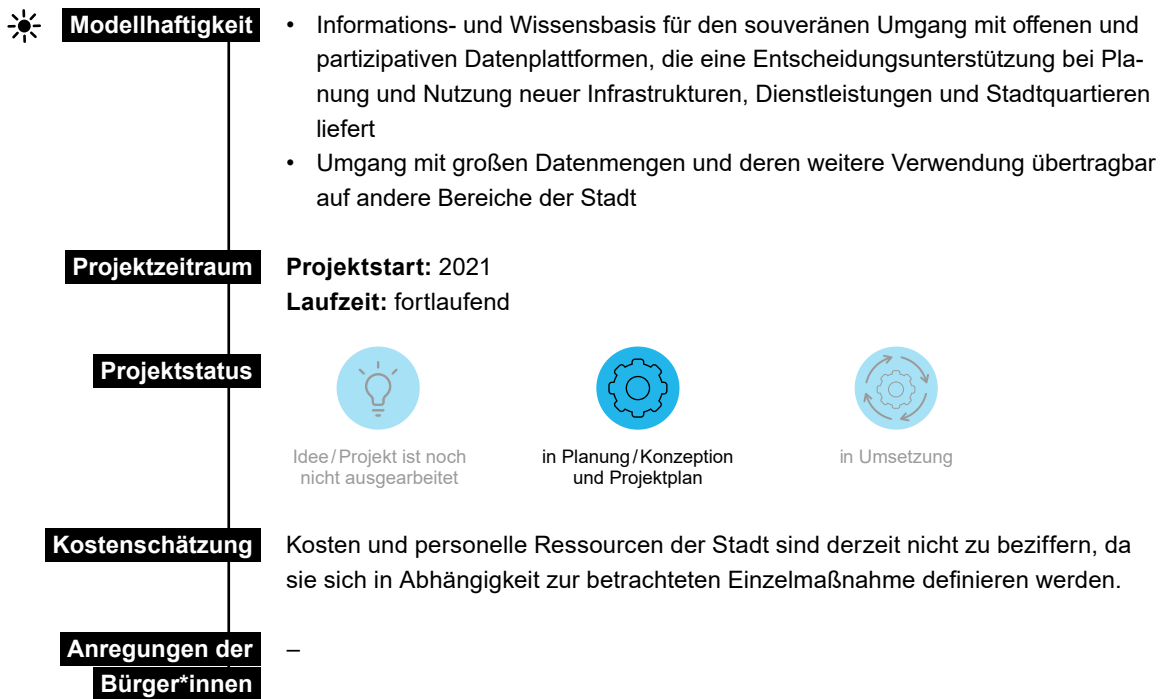 Modellhaftigkeit
• Informations- und Wissensbasis für den souveränen Umgang mit offenen und
partizipativen Datenplattformen, die eine Entscheidungsunterstützung bei Pla-
nung und Nutzung neuer Infrastrukturen, Dienstleistungen und Stadtquartieren
liefert
• Umgang mit großen Datenmengen und deren weitere Verwendung übertragbar
auf andere Bereiche der Stadt
Projektzeitraum
Projektstart: 2021
Laufzeit: fortlaufend
Projektstatus
Idee/Projekt ist noch
nicht ausgearbeitet
in Planung/Konzeption
und Projektplan
in Umsetzung
Kostenschätzung
Kosten und personelle Ressourcen der Stadt sind derzeit nicht zu beziffern, da
sie sich in Abhängigkeit zur betrachteten Einzelmaßnahme definieren werden.
Anregungen der
Bürger*innen
–